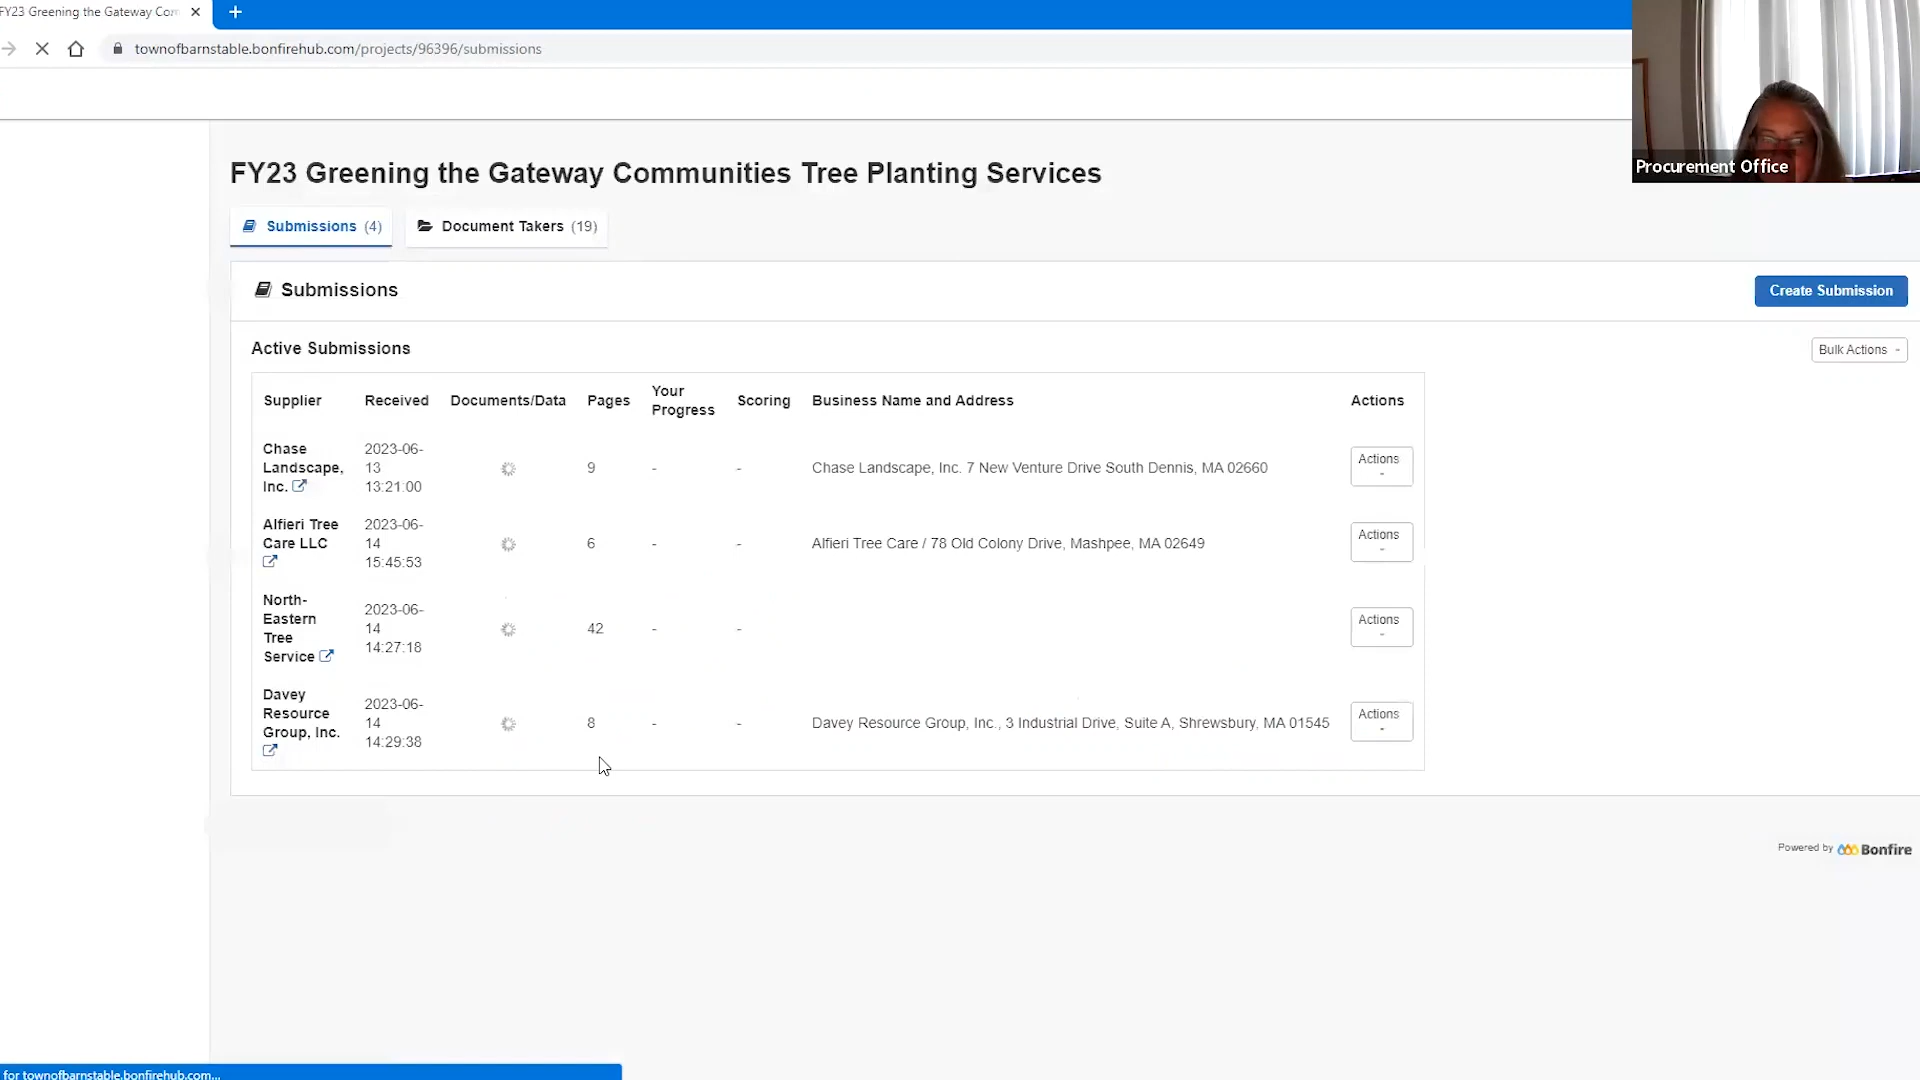 FY23 Greening the Gateway Com
townofbarnstable.bonfirehub.com/projects/96396/submissions
Procurement Office
FY23 Greening the Gateway Communities Tree Planting Services
Submissions (4)
Document Takers (19)
Submissions
Create Submission
Active Submissions
Bulk Actions -
Supplier
Received
Documents/Data
Pages
Your
Progress
Scoring
Business Name and Address
Actions
Chase
Landscape,
Inc.
2023-06-
13
13:21:00
9
-
-
Chase Landscape, Inc. 7 New Venture Drive South Dennis, MA 02660
Actions
-
Alfieri Tree
Care LLC
2023-06-
14
15:45:53
6
-
-
Alfieri Tree Care / 78 Old Colony Drive, Mashpee, MA 02649
Actions
-
North-
Eastern
Tree
Service
2023-06-
14
14:27:18
42
-
-
Actions
-
Davey
Resource
Group, Inc.
2023-06-
14
14:29:38
8
-
-
Davey Resource Group, Inc., 3 Industrial Drive, Suite A, Shrewsbury, MA 01545
Actions
-
Powered by Bonfire
for townofbarnstable.bonfirehub.com...